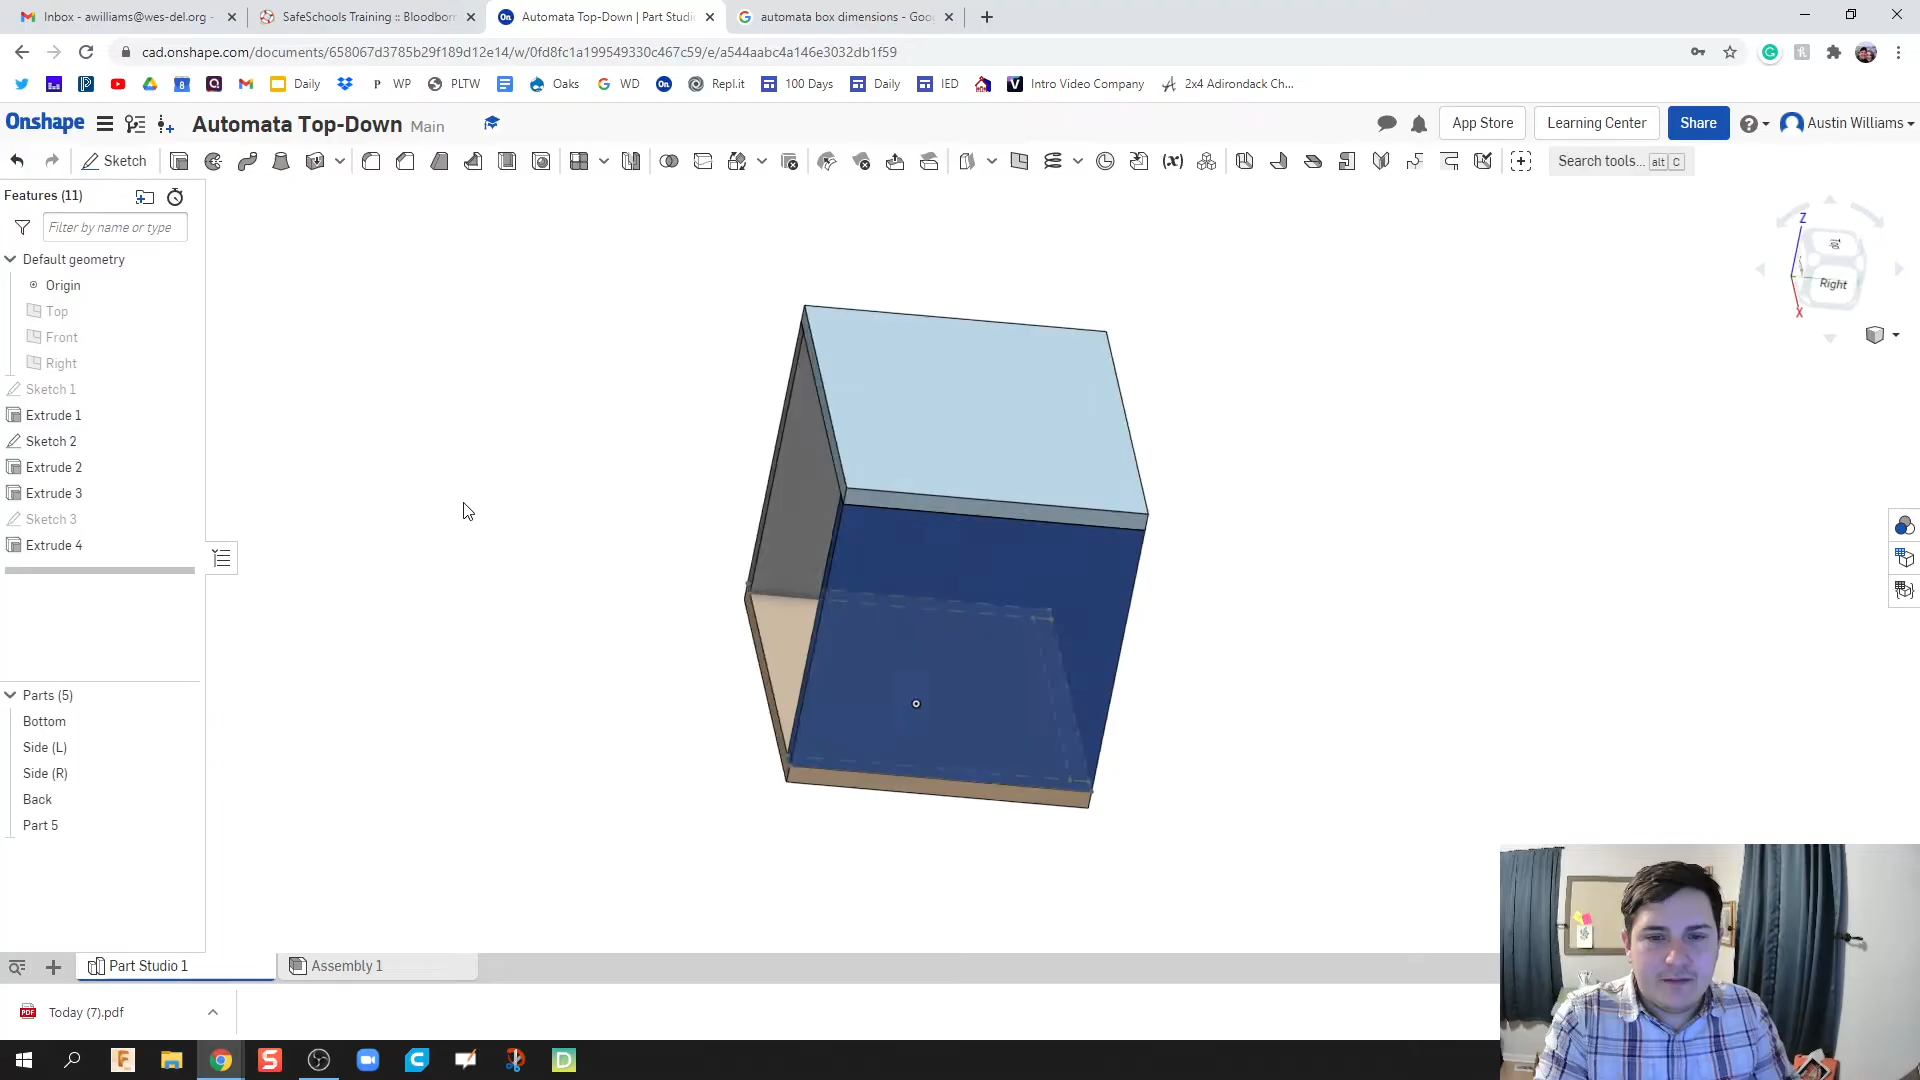 Inbox - awilliams@wes-del.org -
SafeSchools Training :: Bloodborn
Automata Top-Down | Part Studio
automata box dimensions - Goo
cad.onshape.com/documents/658067d3785b29f189d12e14/w/0fd8fc1a199549330c467c59/e/a544aabc4a146e3032db1f59
Daily
WP
PLTW
Oaks
WD
Repl.it
100 Days
Daily
IED
Intro Video Company
2x4 Adirondack Ch...
Onshape
Automata Top-Down Main
App Store
Learning Center
Share
Austin Williams
Sketch
Search tools... alt C
Features (11)
Filter by name or type
Default geometry
Origin
Top
Front
Right
Sketch 1
Extrude 1
Sketch 2
Extrude 2
Extrude 3
Sketch 3
Extrude 4
Parts (5)
Bottom
Side (L)
Side (R)
Back
Part 5
Z
Right
X
Part Studio 1
Assembly 1
Today (7).pdf